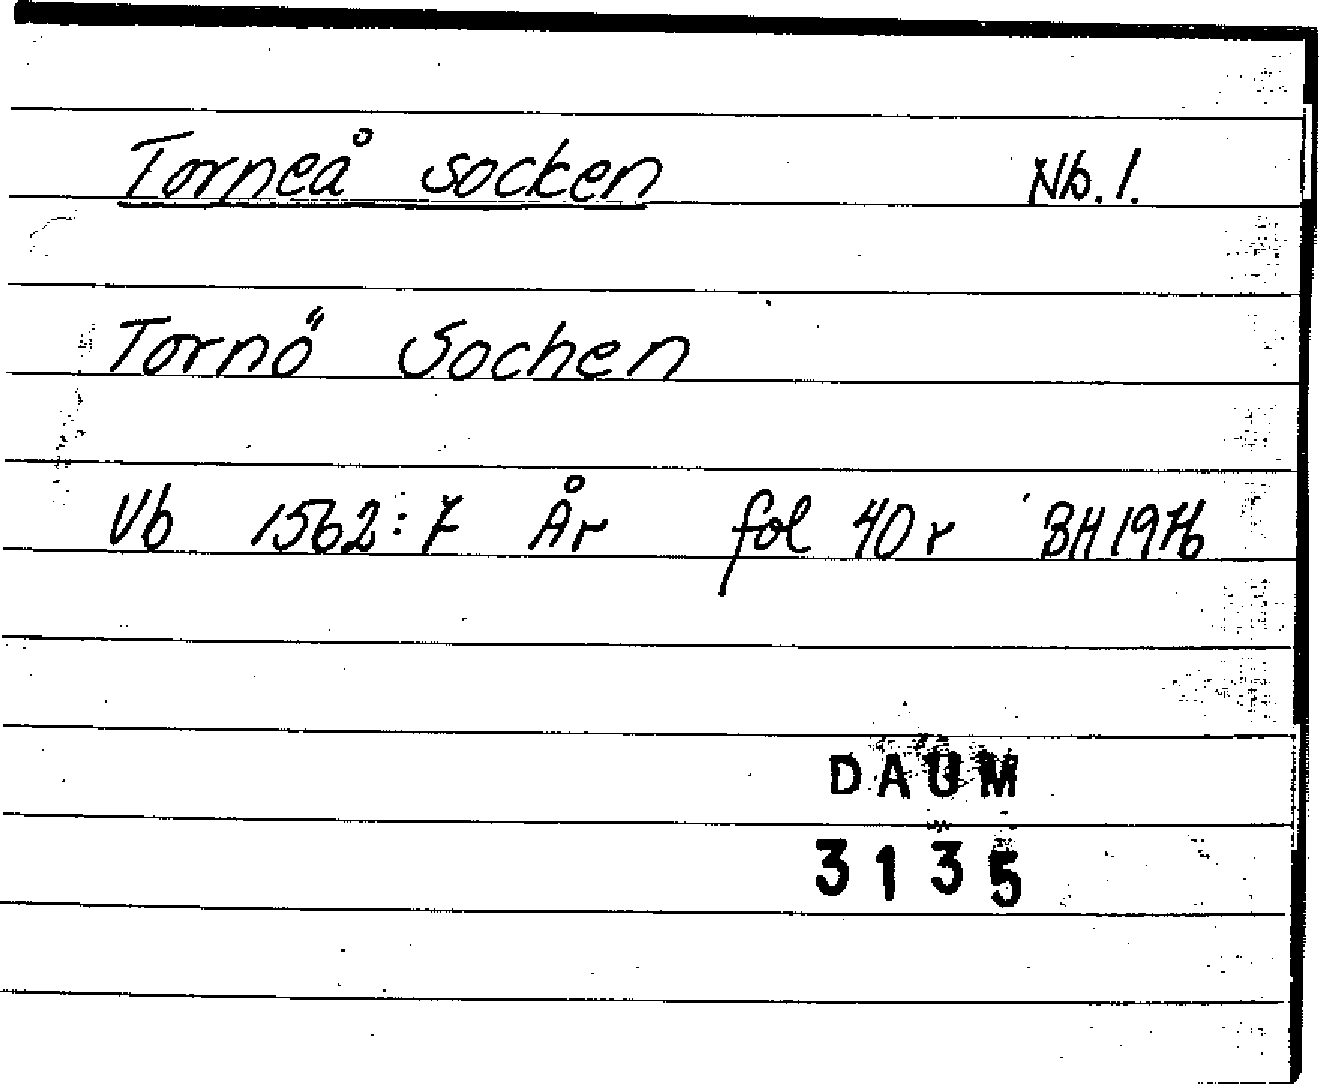 Torneå socken Nb. 1.
Tornö Sochen
Vb 1562:7 År fol 40 r BH 1976
DAUM
3135